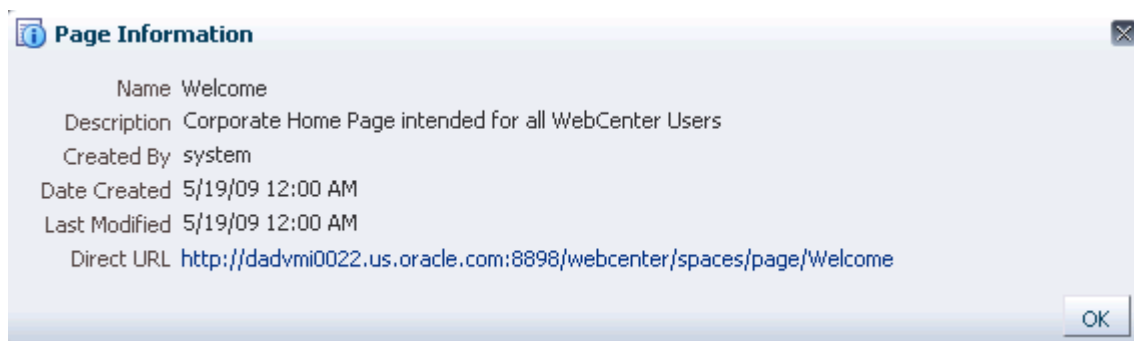 Page Information
Name Welcome
Description Corporate Home Page intended for all WebCenter Users
Created By system
Date Created 5/19/09 12:00 AM
Last Modified 5/19/09 12:00 AM
Direct URL http://dadvmi0022.us.oracle.com:8898/webcenter/spaces/page/Welcome
OK